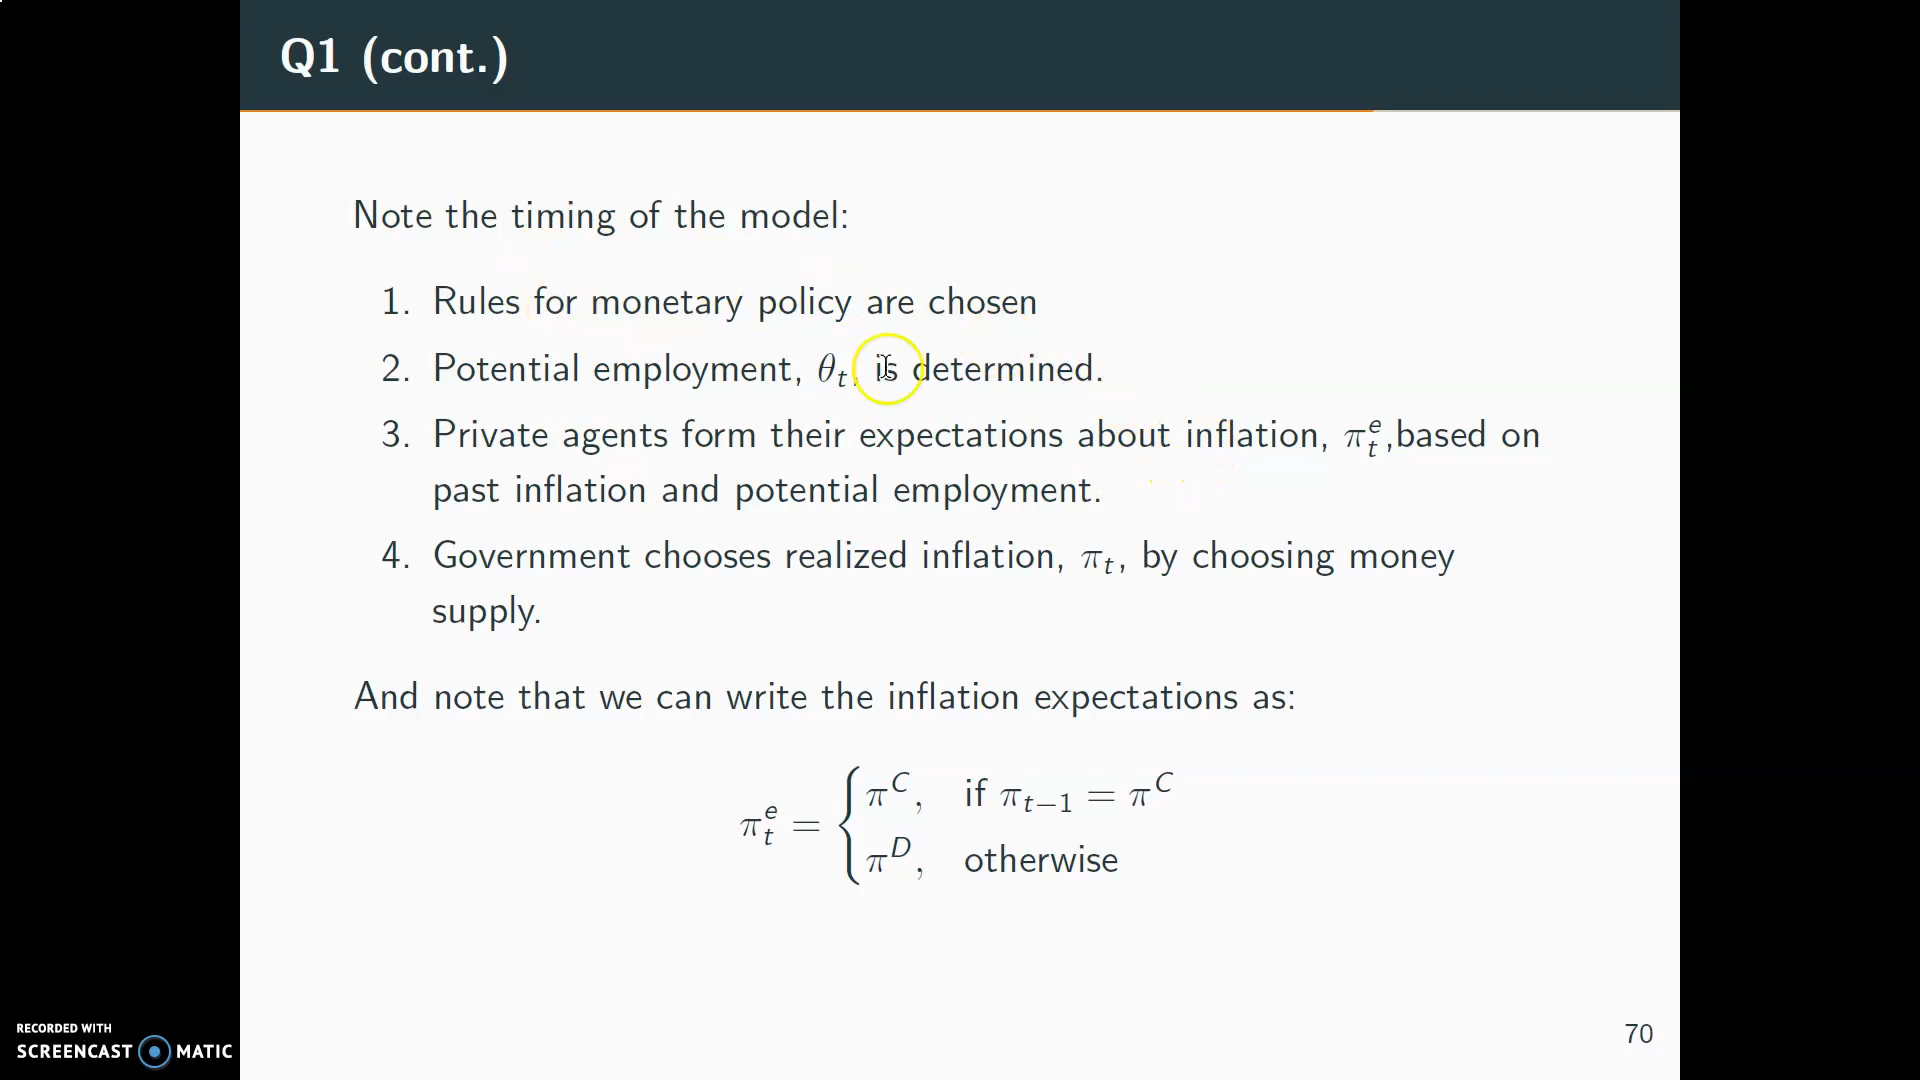 Q1 (cont.)
Note the timing of the model:
1. Rules for monetary policy are chosen
2. Potential employment, θ_t, is determined.
3. Private agents form their expectations about inflation, π_t^e,based on
past inflation and potential employment.
4. Government chooses realized inflation, π_t, by choosing money
supply.
And note that we can write the inflation expectations as:
π_t^e = { π^C, if π_{t−1} = π^C
π^D, otherwise
RECORDED WITH
SCREENCAST MATIC
70